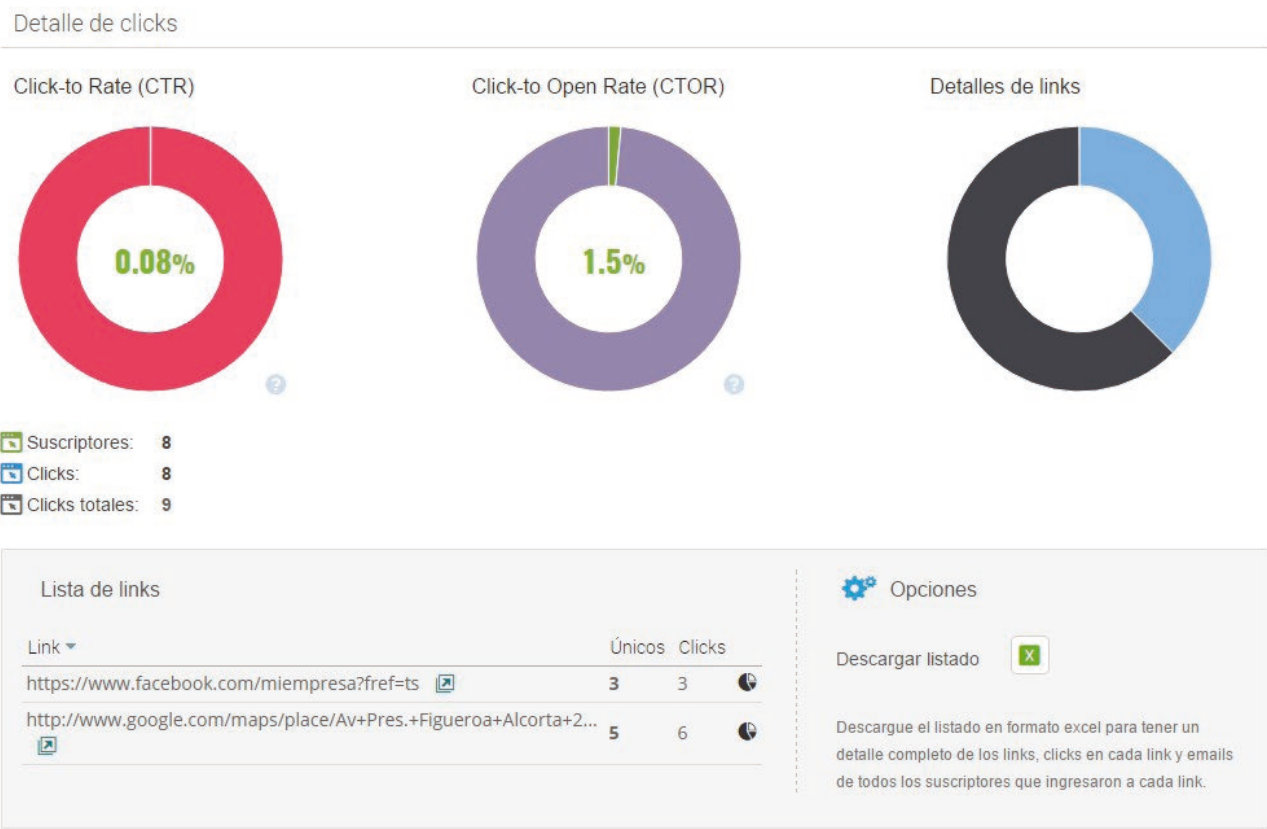 Detalle de clicks
Click-to Rate (CTR)
0.08%
Click-to Open Rate (CTOR)
1.5%
Detalles de links
?
?
Suscriptores: 8
Clicks: 8
Clicks totales: 9
Lista de links
Link Únicos Clicks
https://www.facebook.com/miempresa?fref=ts 3 3
http://www.google.com/maps/place/Av+Pres.+Figueroa+Alcorta+2... 5 6
Opciones
Descargar listado X
Descargue el listado en formato excel para tener un
detalle completo de los links, clicks en cada link y emails
de todos los suscriptores que ingresaron a cada link.